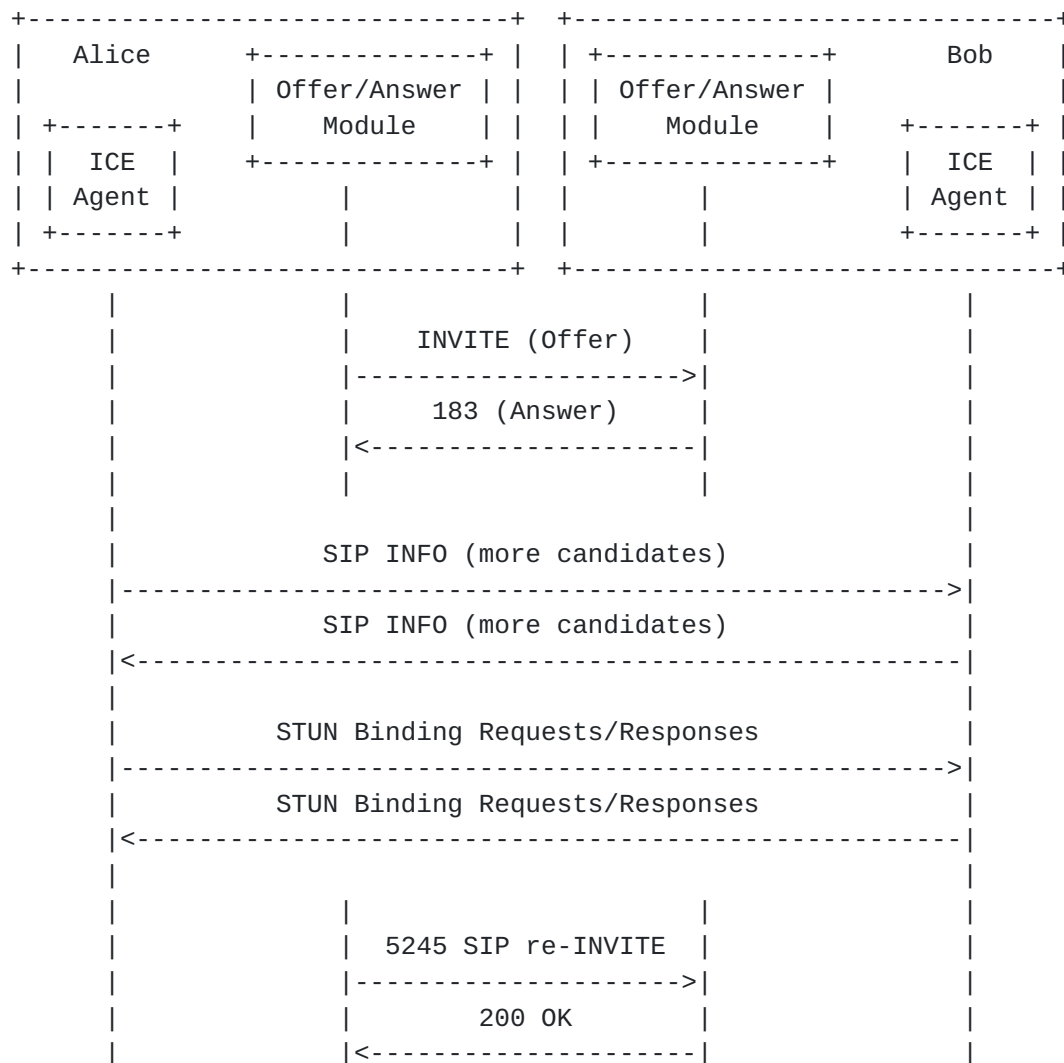 Alice Bob
Offer/Answer Offer/Answer
Module Module
ICE ICE
Agent Agent
INVITE (Offer)
183 (Answer)
SIP INFO (more candidates)
SIP INFO (more candidates)
STUN Binding Requests/Responses
STUN Binding Requests/Responses
5245 SIP re-INVITE
200 OK